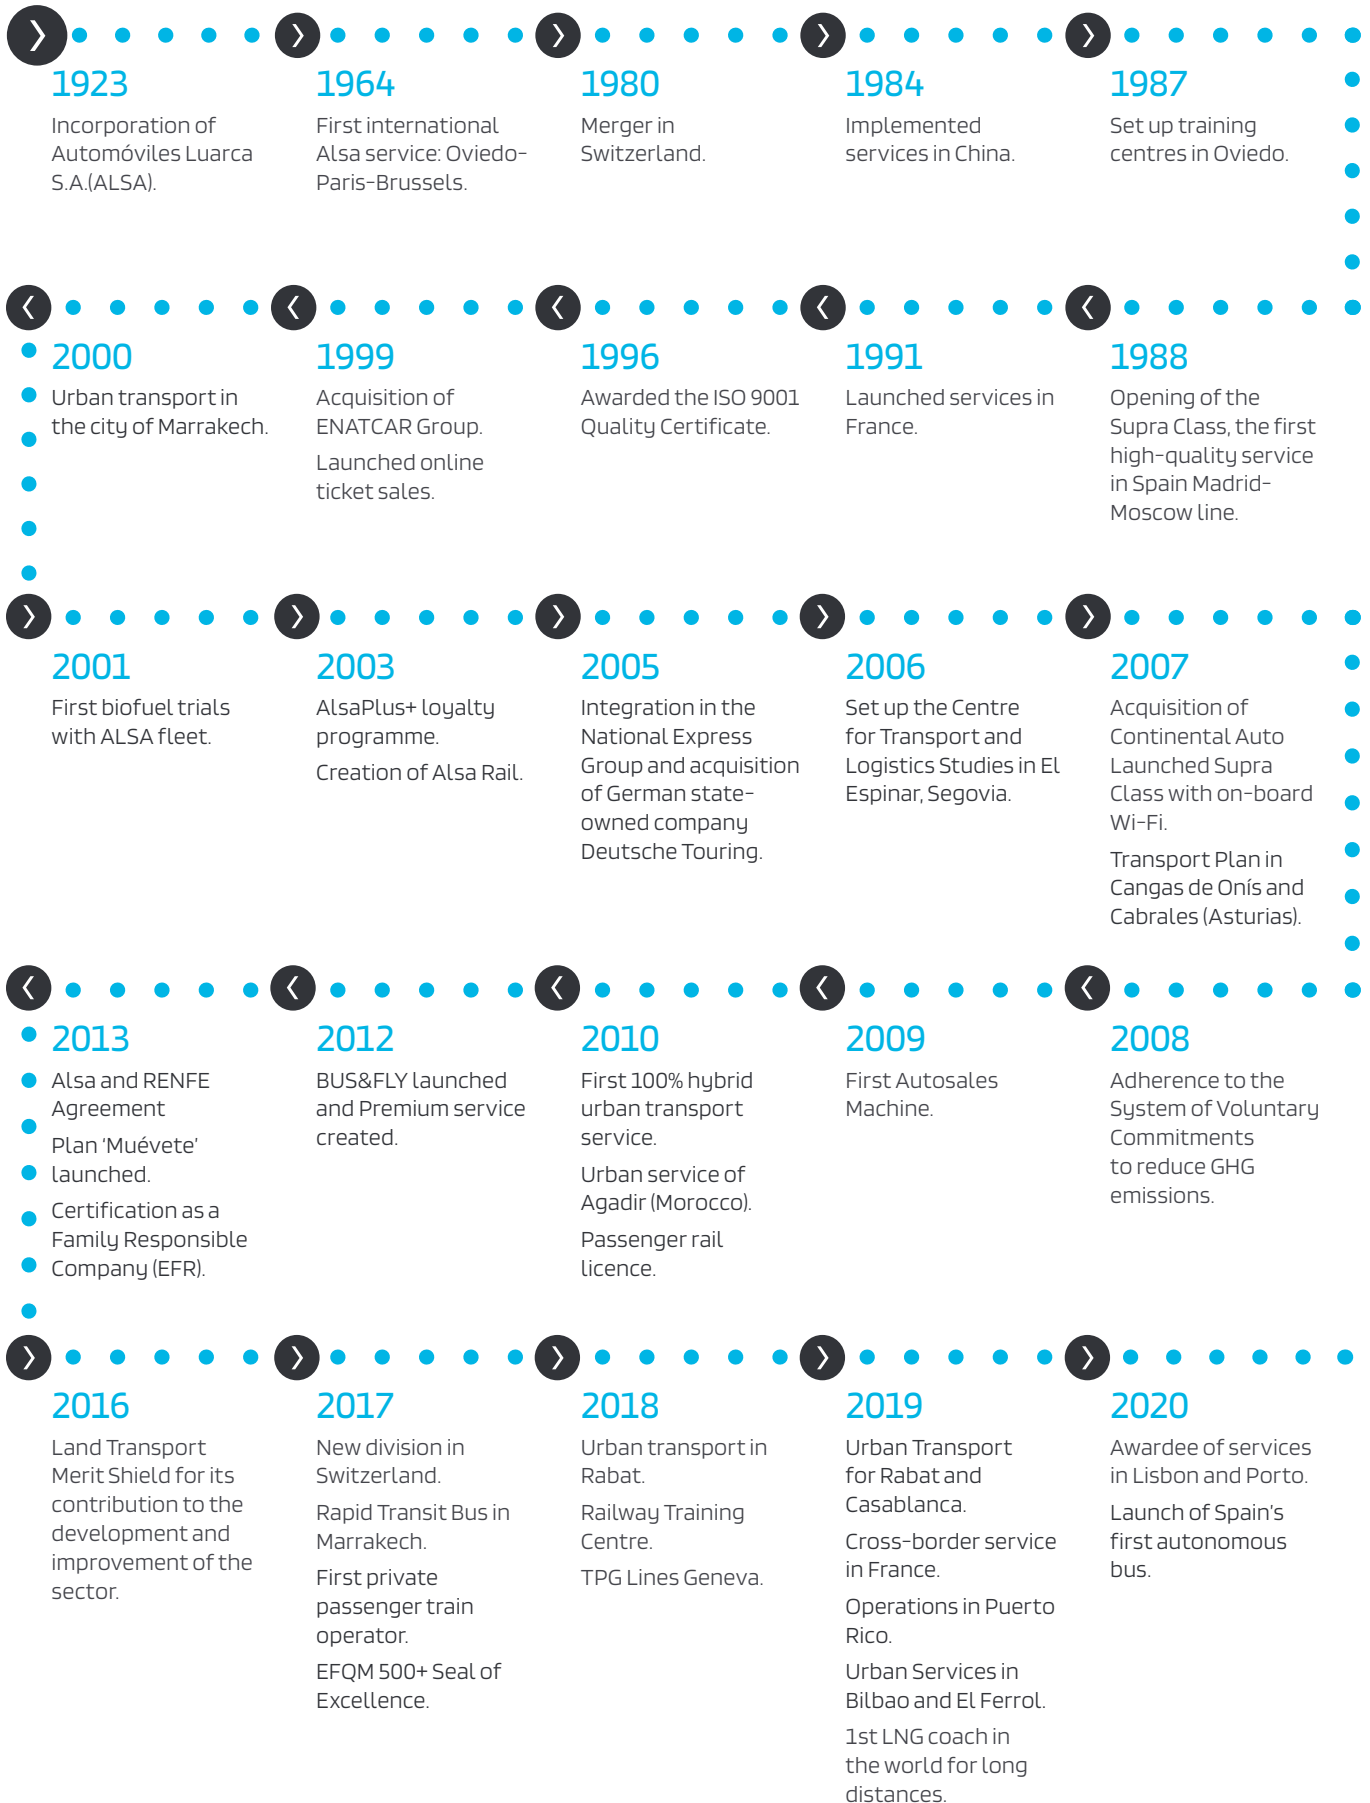 1923
Incorporation of
Automóviles Luarca
S.A.(ALSA).
1964
First international
Alsa service: Oviedo-
Paris-Brussels.
1980
Merger in
Switzerland.
1984
Implemented
services in China.
1987
Set up training
centres in Oviedo.
1988
Opening of the
Supra Class, the first
high-quality service
in Spain Madrid-
Moscow line.
1991
Launched services in
France.
1996
Awarded the ISO 9001
Quality Certificate.
1999
Acquisition of
ENATCAR Group.
Launched online
ticket sales.
2000
Urban transport in
the city of Marrakech.
2001
First biofuel trials
with ALSA fleet.
2003
AlsaPlus+ loyalty
programme.
Creation of Alsa Rail.
2005
Integration in the
National Express
Group and acquisition
of German state-
owned company
Deutsche Touring.
2006
Set up the Centre
for Transport and
Logistics Studies in El
Espinar, Segovia.
2007
Acquisition of
Continental Auto
Launched Supra
Class with on-board
Wi-Fi.
Transport Plan in
Cangas de Onís and
Cabrales (Asturias).
2008
Adherence to the
System of Voluntary
Commitments
to reduce GHG
emissions.
2009
First Autosales
Machine.
2010
First 100% hybrid
urban transport
service.
Urban service of
Agadir (Morocco).
Passenger rail
licence.
2012
BUS&FLY launched
and Premium service
created.
2013
Alsa and RENFE
Agreement
Plan ‘Muévete’
launched.
Certification as a
Family Responsible
Company (EFR).
2016
Land Transport
Merit Shield for its
contribution to the
development and
improvement of the
sector.
2017
New division in
Switzerland.
Rapid Transit Bus in
Marrakech.
First private
passenger train
operator.
EFQM 500+ Seal of
Excellence.
2018
Urban transport in
Rabat.
Railway Training
Centre.
TPG Lines Geneva.
2019
Urban Transport
for Rabat and
Casablanca.
Cross-border service
in France.
Operations in Puerto
Rico.
Urban Services in
Bilbao and El Ferrol.
1st LNG coach in
the world for long
distances.
2020
Awardee of services
in Lisbon and Porto.
Launch of Spain's
first autonomous
bus.